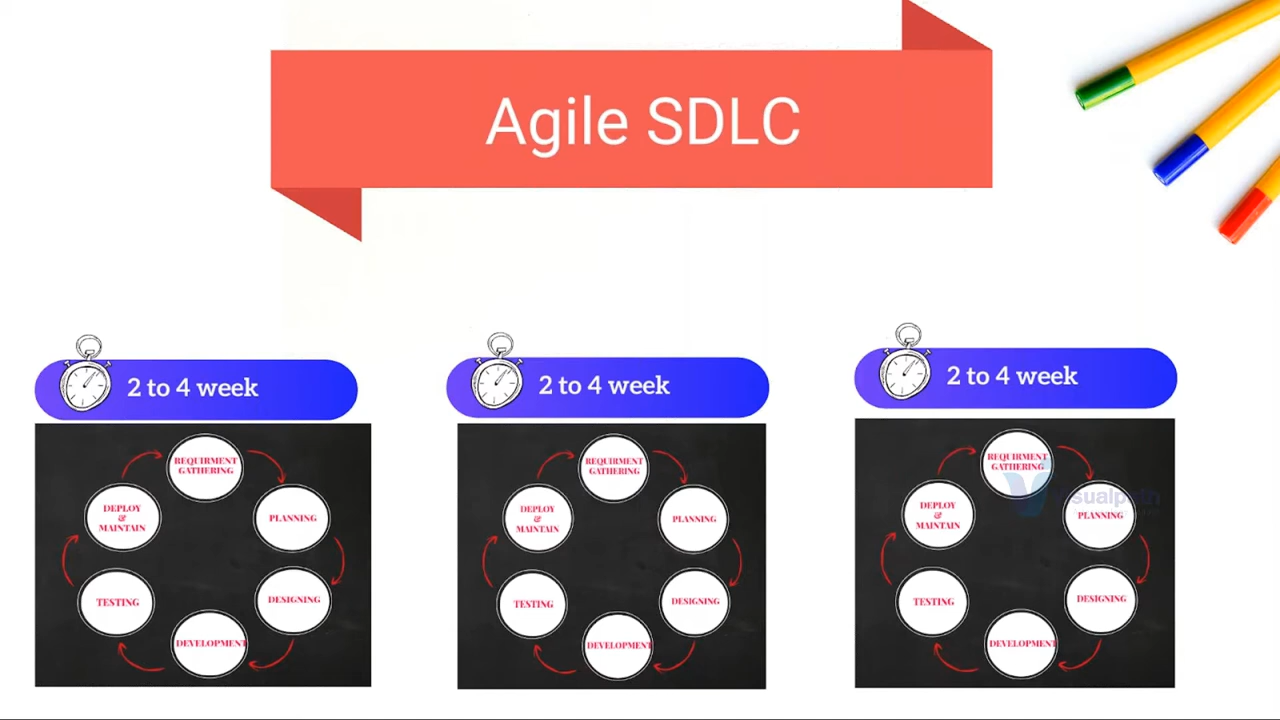 Agile SDLC
2 to 4 week
REQUIRMENT
GATHERING
PLANNING
DESIGNING
DEVELOPMENT
TESTING
DEPLOY
&
MAINTAIN
2 to 4 week
REQUIRMENT
GATHERING
PLANNING
DESIGNING
DEVELOPMENT
TESTING
DEPLOY
&
MAINTAIN
2 to 4 week
REQUIRMENT
GATHERING
PLANNING
DESIGNING
DEVELOPMENT
TESTING
DEPLOY
&
MAINTAIN